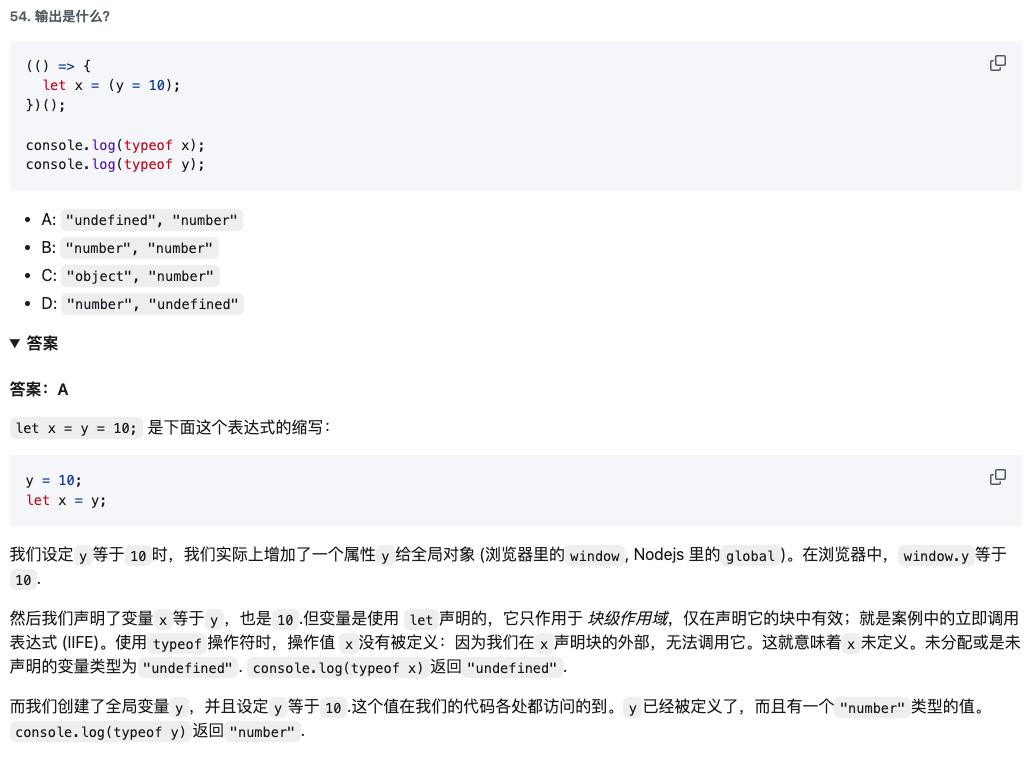 54. 输出是什么?
(() => {
  let x = (y = 10);
})();
console.log(typeof x);
console.log(typeof y);
• A: "undefined", "number"
• B: "number", "number"
• C: "object", "number"
• D: "number", "undefined"
▼ 答案
答案：A
let x = y = 10; 是下面这个表达式的缩写：
y = 10;
let x = y;
我们设定 y 等于 10 时，我们实际上增加了一个属性 y 给全局对象 (浏览器里的 window, Nodejs 里的 global)。在浏览器中， window.y 等于
10.
然后我们声明了变量 x 等于 y，也是 10.但变量是使用 let 声明的，它只作用于 块级作用域，仅在声明它的块中有效；就是案例中的立即调用
表达式 (IIFE)。使用 typeof 操作符时，操作值 x 没有被定义：因为我们在 x 声明块的外部，无法调用它。这就意味着 x 未定义。未分配或是未
声明的变量类型为 "undefined". console.log(typeof x) 返回 "undefined".
而我们创建了全局变量 y，并且设定 y 等于 10.这个值在我们的代码各处都访问的到。 y 已经被定义了，而且有一个 "number" 类型的值。
console.log(typeof y) 返回 "number".